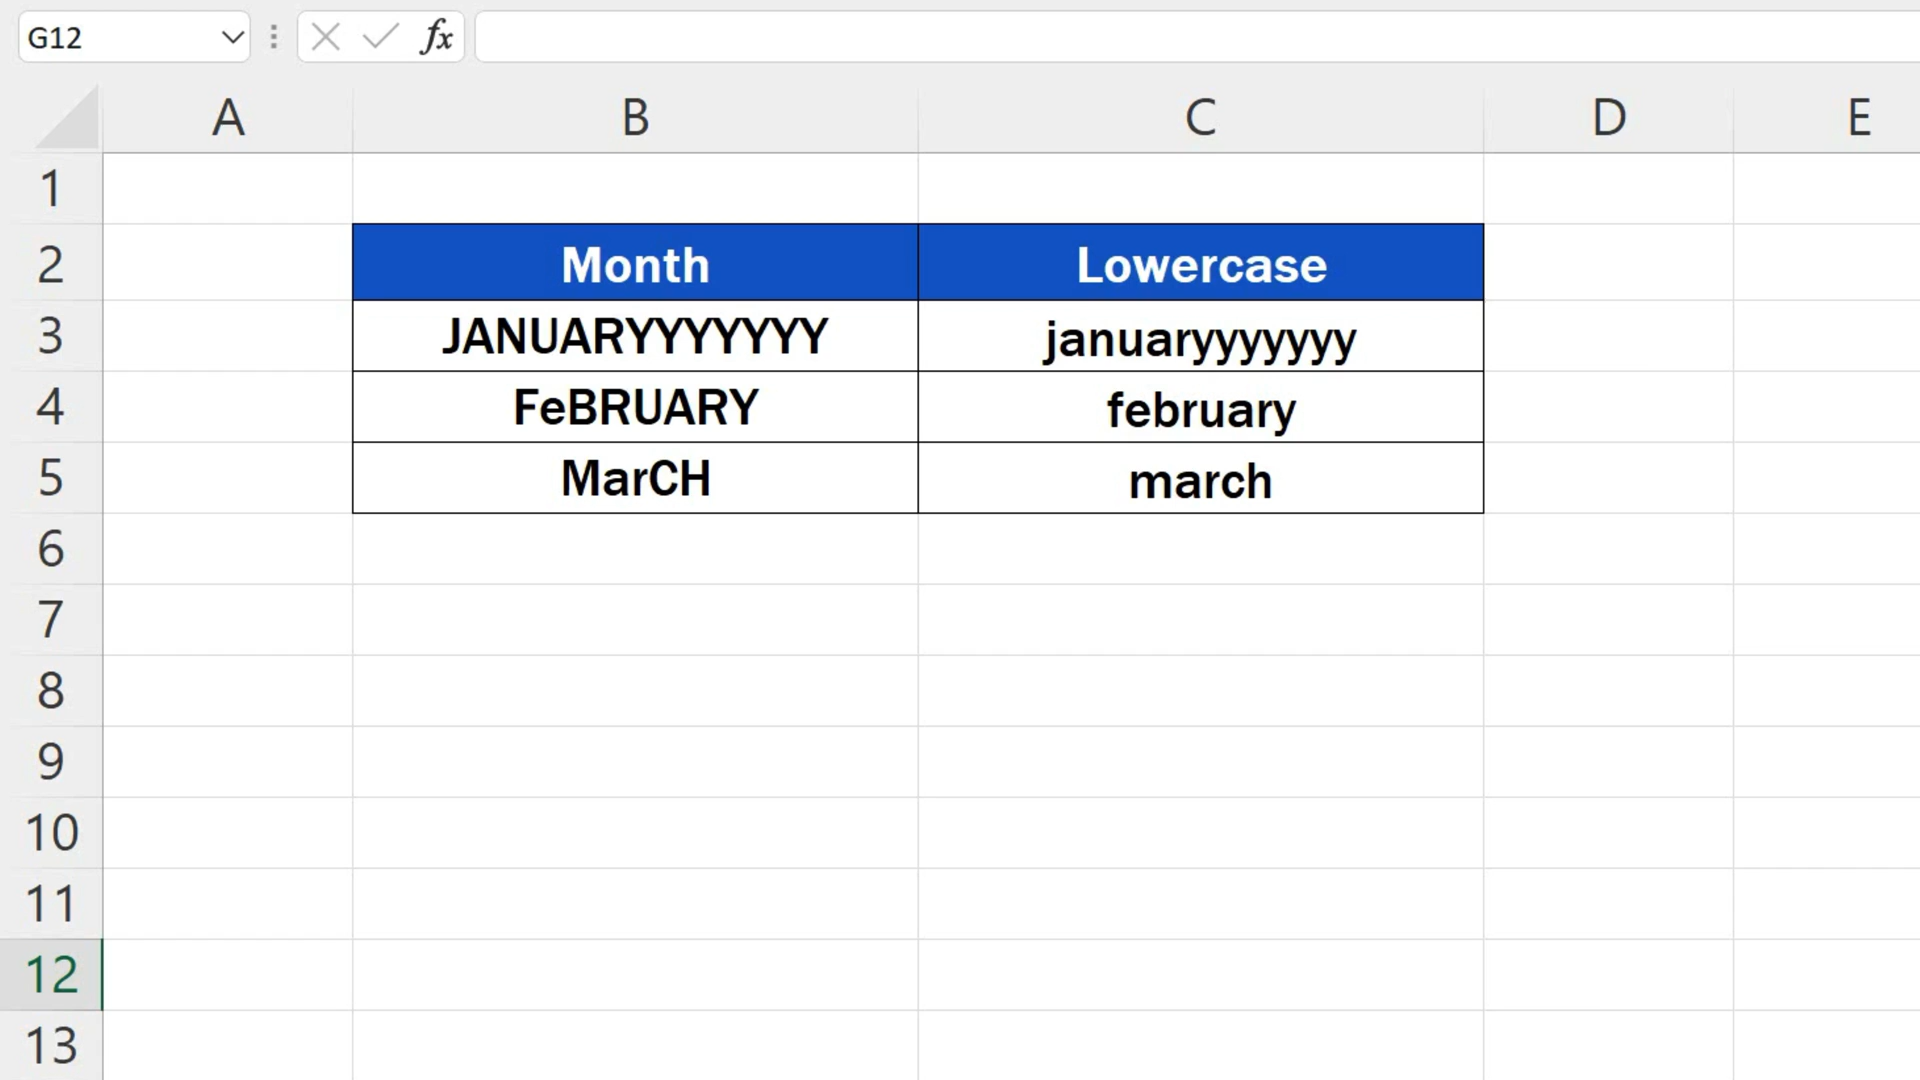 G12
fx
A B C D E
1
2 Month Lowercase
3 JANUARYYYYYYY januaryyyyyyy
4 FeBRUARY february
5 MarCH march
6
7
8
9
10
11
12
13